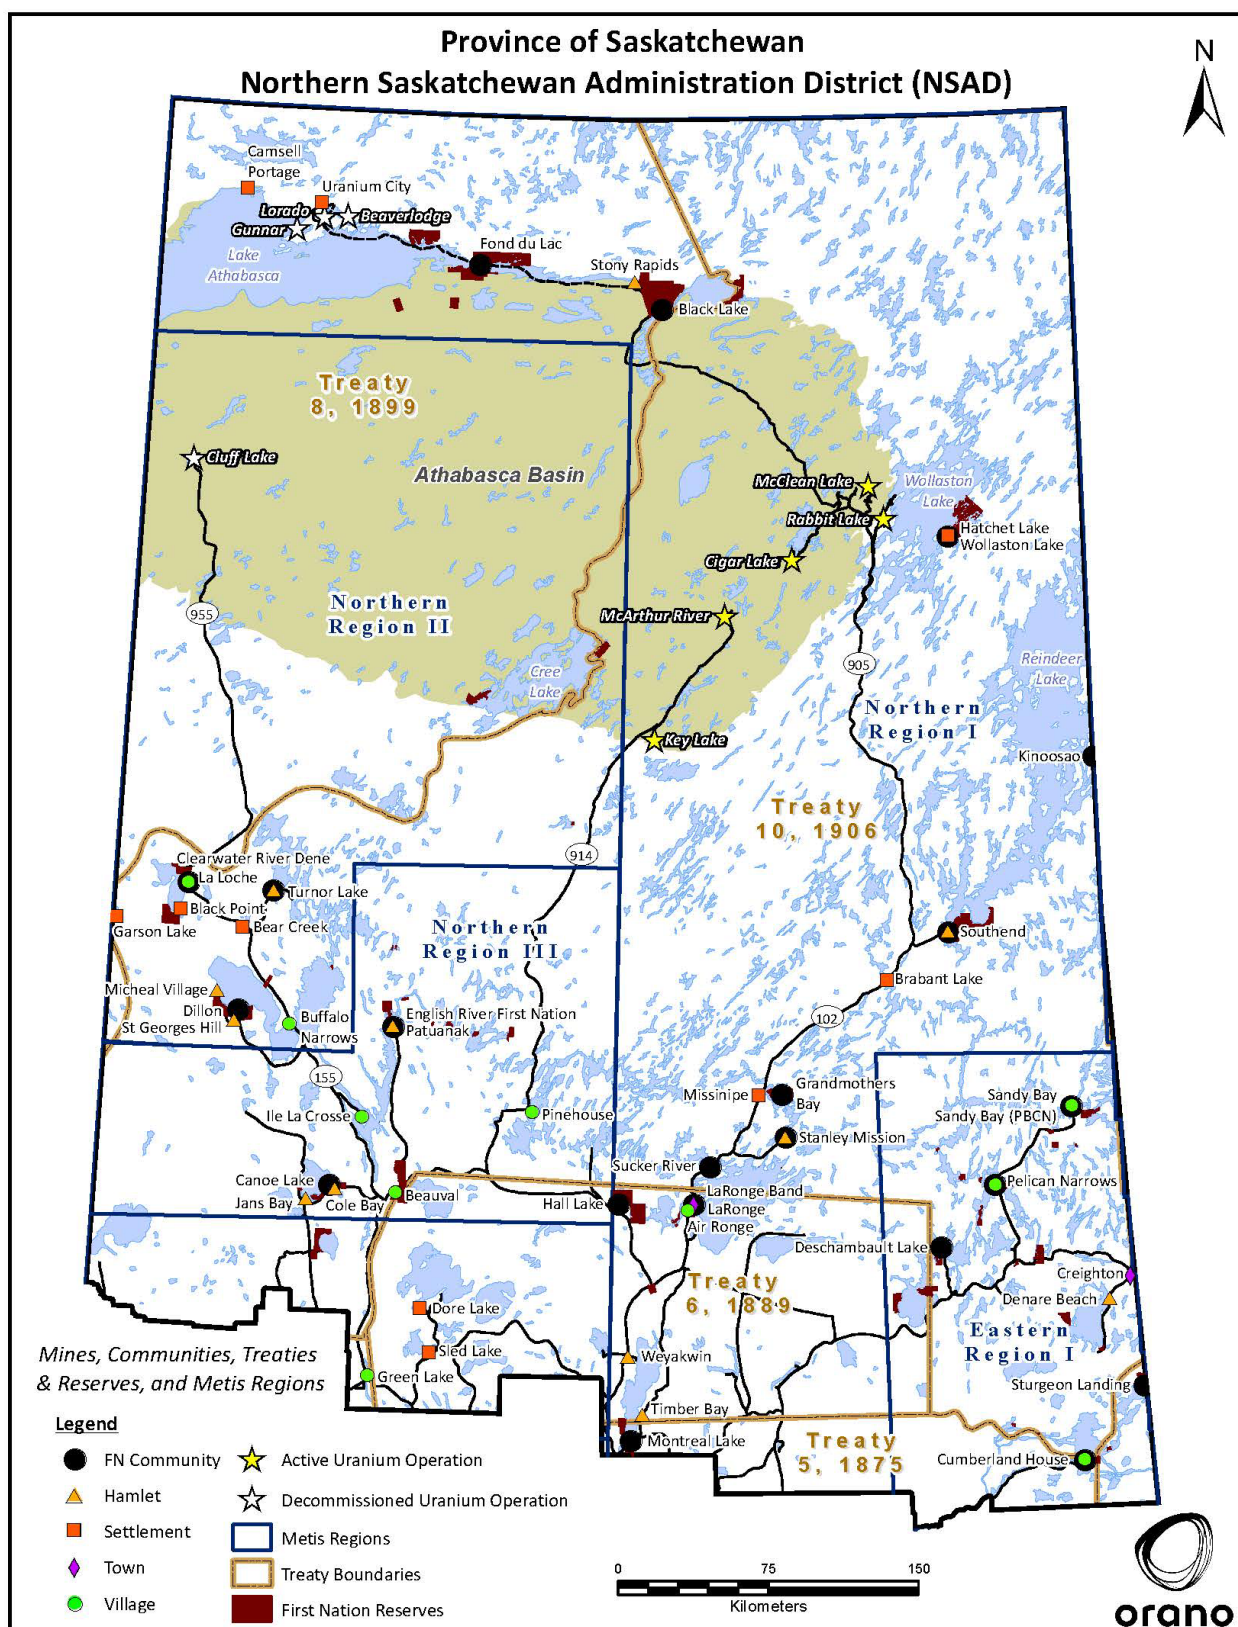 Province of Saskatchewan
Northern Saskatchewan Administration District (NSAD)
N
Camsell
Portage
Uranium City
Lorado
Beaverlodge
Gunnar
Lake
Athabasca
Fond du Lac
Stony Rapids
Black Lake
Treaty
8, 1899
Cluff Lake
Athabasca Basin
McClean Lake
Wollaston
Lake
Rabbit Lake
Hatchet Lake
Wollaston Lake
Cigar Lake
955
Northern
Region II
McArthur River
Cree
Lake
905
Reindeer
Lake
Northern
Region I
Key Lake
Kinoosao
Treaty
10, 1906
914
Clearwater River Dene
La Loche
Turnor Lake
Black Point
Garson Lake
Bear Creek
Northern
Region III
Southend
Brabant Lake
Micheal Village
Dillon
St Georges Hill
Buffalo
Narrows
English River First Nation
Patuanak
102
155
Ile La Crosse
Pinehouse
Missinipe
Grandmothers
Bay
Sandy Bay
Sandy Bay (PBCN)
Stanley Mission
Sucker River
Canoe Lake
Jans Bay
Cole Bay
Beauval
Hall Lake
LaRonge Band
LaRonge
Air Ronge
Pelican Narrows
Deschambault Lake
Creighton
Denare Beach
Treaty
6, 1889
Eastern
Region I
Dore Lake
Sled Lake
Green Lake
Weyakwin
Sturgeon Landing
Timber Bay
Montreal Lake
Treaty
5, 1875
Cumberland House
Mines, Communities, Treaties
& Reserves, and Metis Regions
Legend
FN Community
Hamlet
Settlement
Town
Village
Active Uranium Operation
Decommissioned Uranium Operation
Metis Regions
Treaty Boundaries
First Nation Reserves
0 75 150
Kilometers
orano